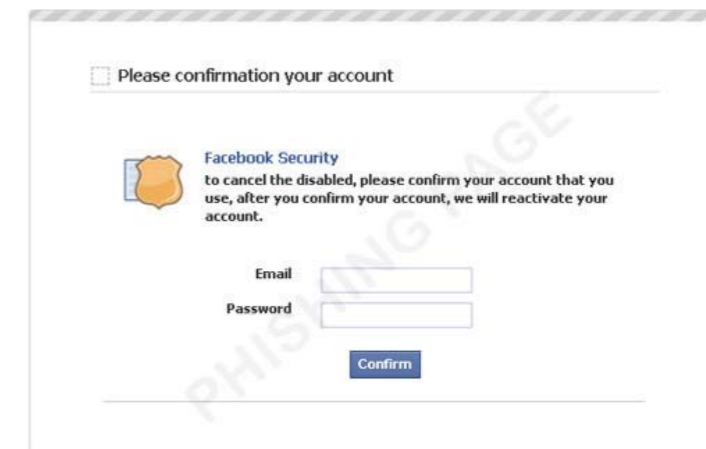 Please confirmation your account
Facebook Security
to cancel the disabled, please confirm your account that you
use, after you confirm your account, we will reactivate your
account.
Email
Password
Confirm
PHISHING PAGE